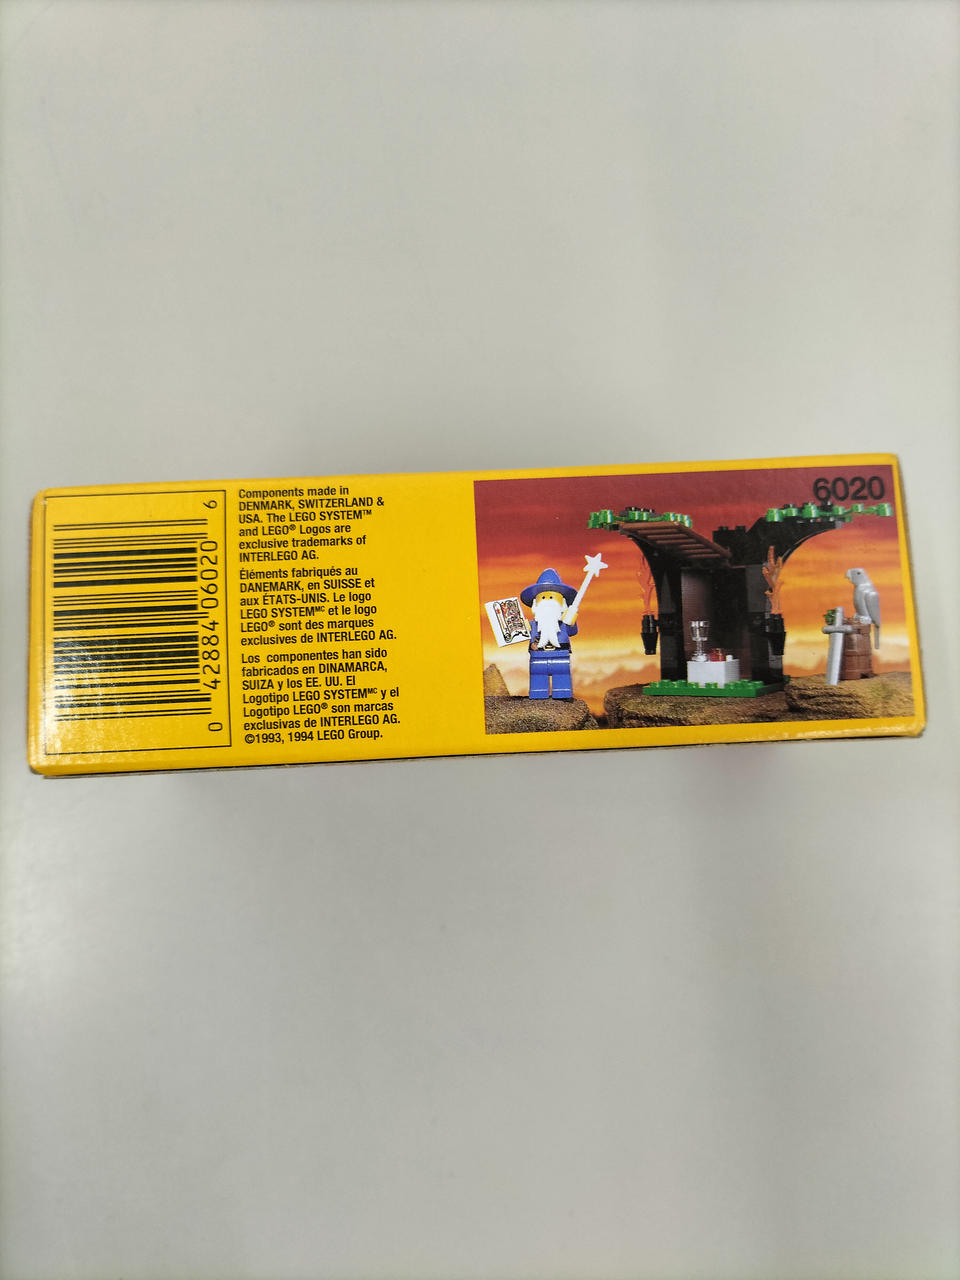 0 42884 06020 6
Components made in
DENMARK, SWITZERLAND &
USA. The LEGO SYSTEM™
and LEGO® Logos are
exclusive trademarks of
INTERLEGO AG.
Éléments fabriqués au
DANEMARK, en SUISSE et
aux ÉTATS-UNIS. Le logo
LEGO SYSTEMᴹᶜ et le logo
LEGO® sont des marques
exclusives de INTERLEGO AG.
Los componentes han sido
fabricados en DINAMARCA,
SUIZA y los EE. UU. El
Logotipo LEGO SYSTEMᴹᶜ y el
Logotipo LEGO® son marcas
exclusivas de INTERLEGO AG.
©1993, 1994 LEGO Group.
6020